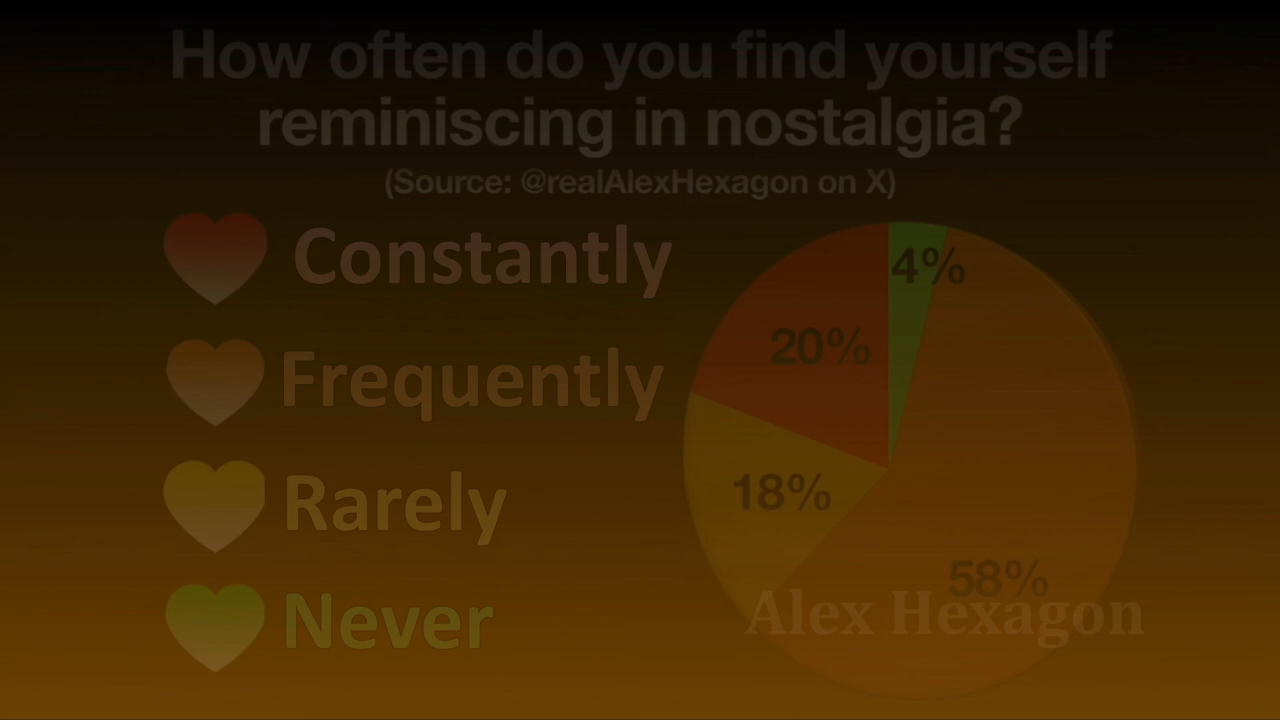 How often do you find yourself
reminiscing in nostalgia?
(Source: @realAlexHexagon on X)
Constantly
Frequently
Rarely
Never
4%
20%
18%
58%
Alex Hexagon